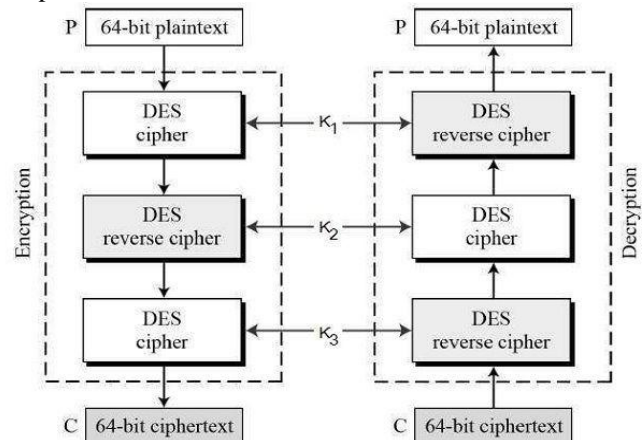 P 64-bit plaintext P 64-bit plaintext
DES
cipher
K1
DES
reverse cipher
Encryption
DES
reverse cipher
K2
DES
cipher
Decryption
DES
cipher
K3
DES
reverse cipher
C 64-bit ciphertext C 64-bit ciphertext